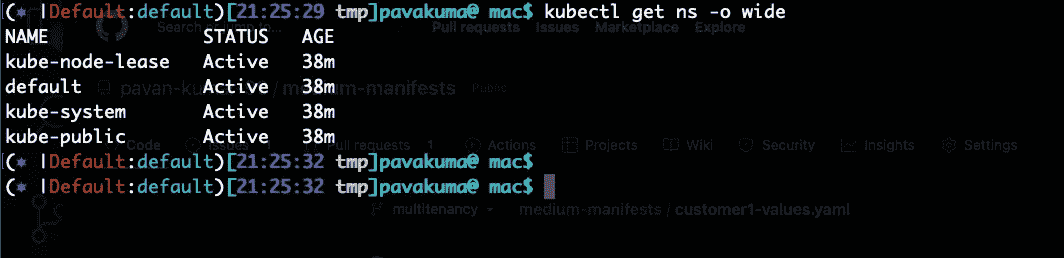 (⎈ |Default:default)[21:25:29 tmp]pavakuma@ mac$ kubectl get ns -o wide
Search or jump to...
Pull requests Issues Marketplace Explore
NAME STATUS AGE
kube-node-lease Active 38m
default Active 38m
pavan-ku / medium-manifests Public
kube-system Active 38m
kube-public Active 38m
Code Issues 1 Pull requests 1 Actions Projects Wiki Security Insights Settings
(⎈ |Default:default)[21:25:32 tmp]pavakuma@ mac$
(⎈ |Default:default)[21:25:32 tmp]pavakuma@ mac$
multitenancy medium-manifests / customer1-values.yaml